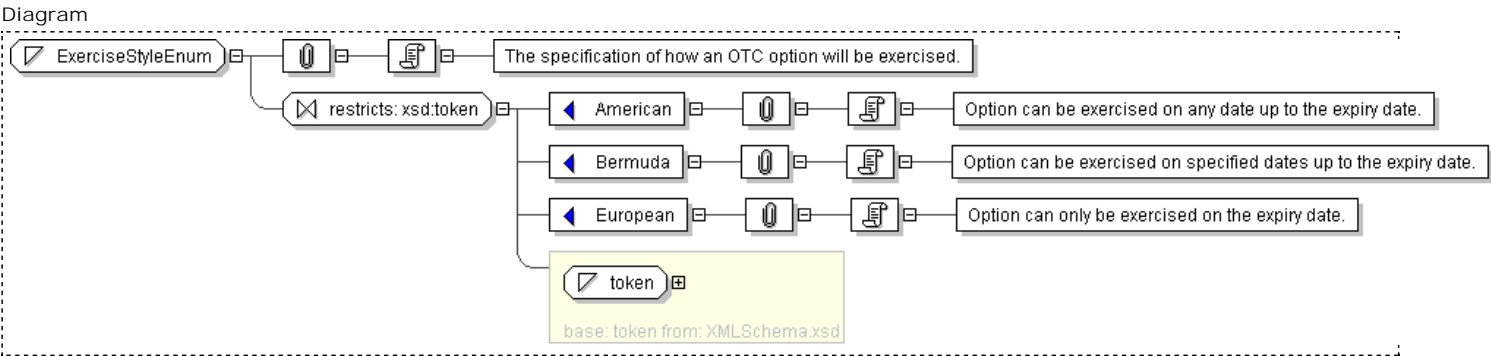 Diagram
ExerciseStyleEnum
The specification of how an OTC option will be exercised.
restricts: xsd:token
American
Option can be exercised on any date up to the expiry date.
Bermuda
Option can be exercised on specified dates up to the expiry date.
European
Option can only be exercised on the expiry date.
token
base: token from: XMLSchema.xsd